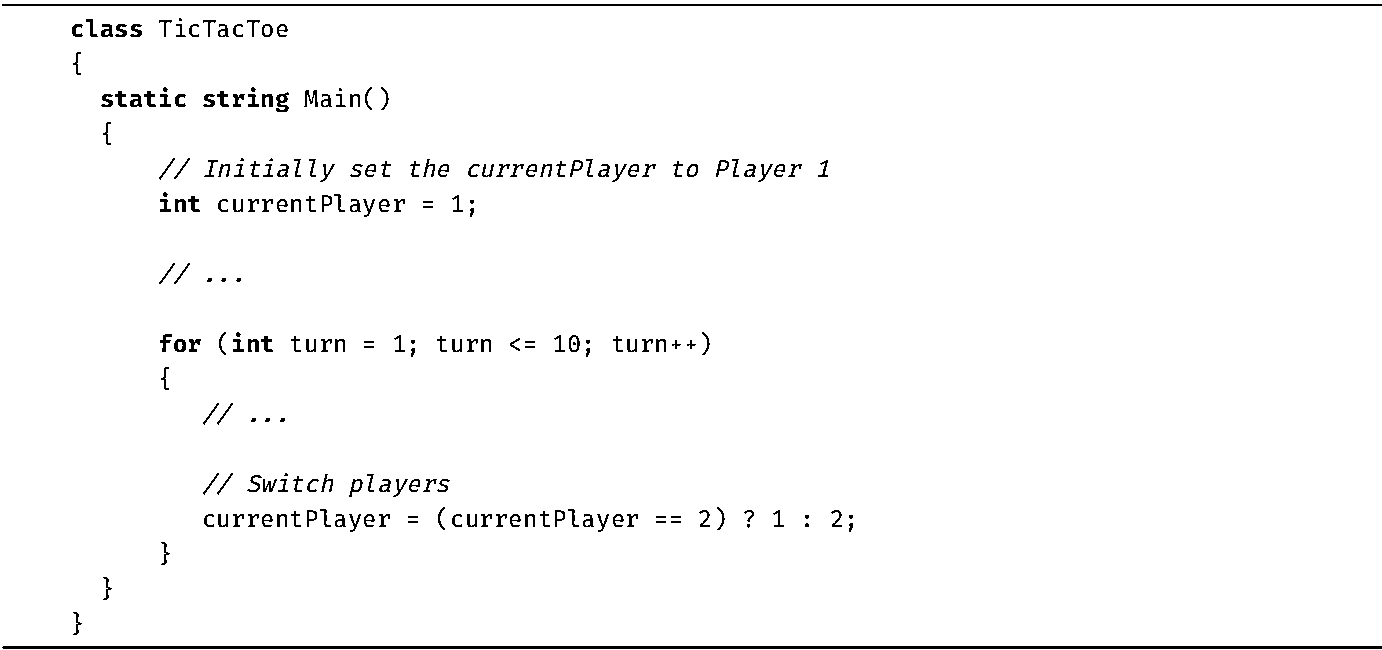 class TicTacToe
{
static string Main()
{
// Initially set the currentPlayer to Player 1
int currentPlayer = 1;
// ...
for (int turn = 1; turn <= 10; turn++)
{
// ...
// Switch players
currentPlayer = (currentPlayer == 2) ? 1 : 2;
}
}
}